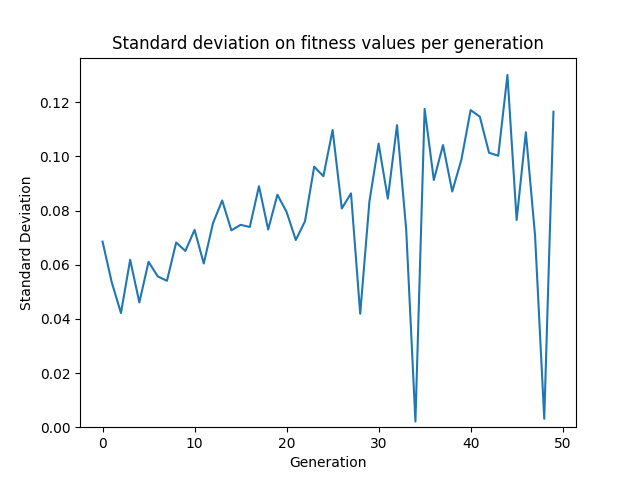 Standard deviation on fitness values per generation
Standard Deviation
0.12
0.10
0.08
0.06
0.04
0.02
0.00
0 10 20 30 40 50
Generation